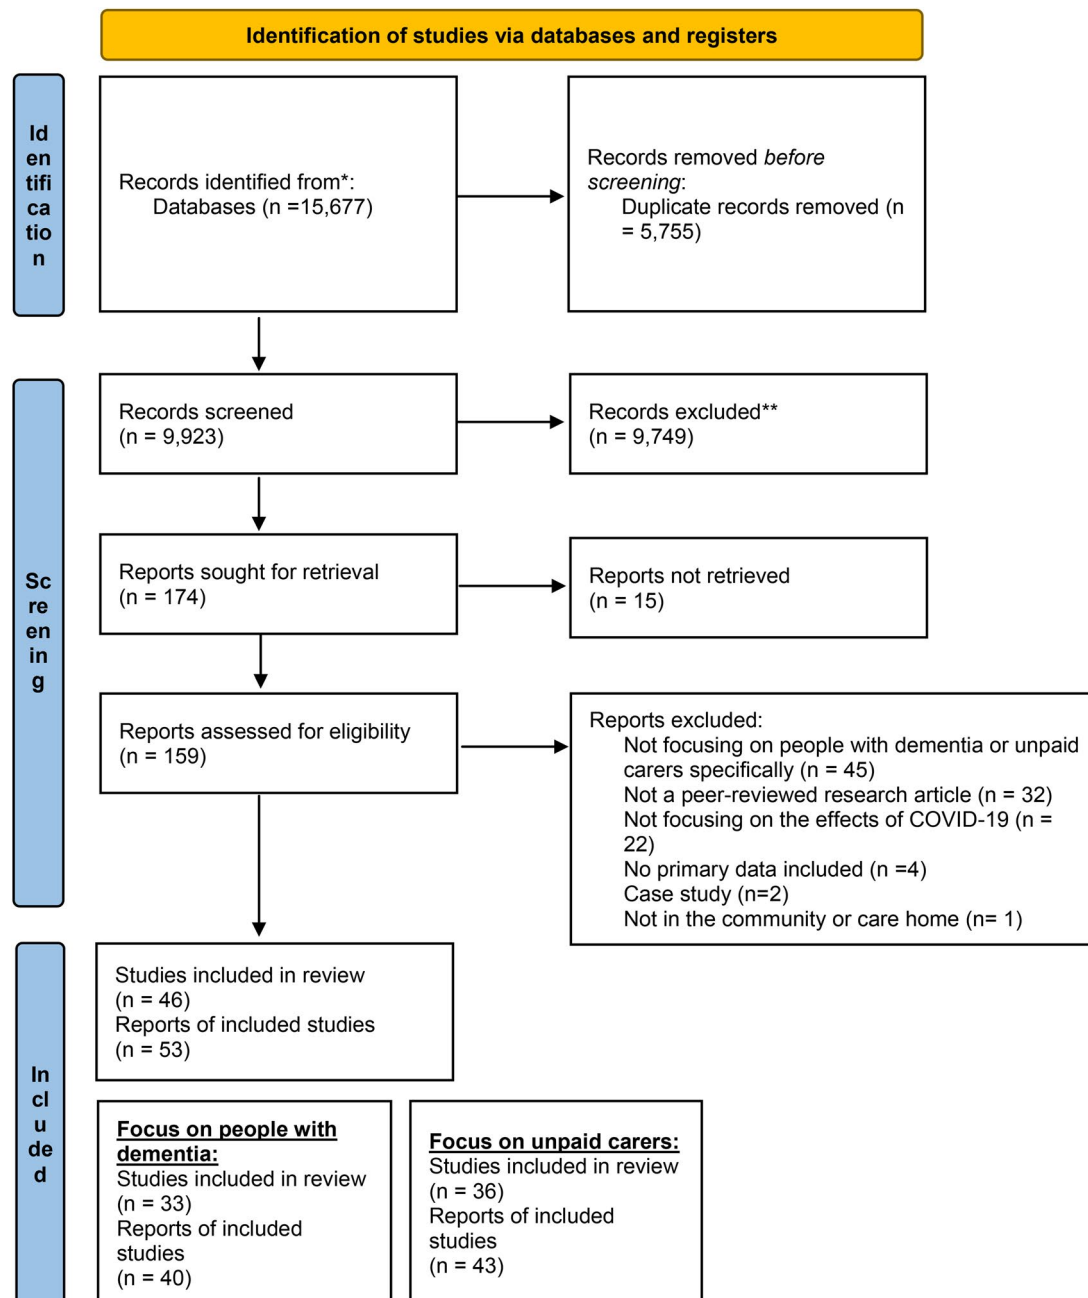 Identification of studies via databases and registers
Id
en
tifi
ca
tio
n
Records identified from*:
Databases (n =15,677)
Records removed before
screening:
Duplicate records removed (n
= 5,755)
Sc
re
en
in
g
Records screened
(n = 9,923)
Records excluded**
(n = 9,749)
Reports sought for retrieval
(n = 174)
Reports not retrieved
(n = 15)
Reports assessed for eligibility
(n = 159)
Reports excluded:
Not focusing on people with dementia or unpaid
carers specifically (n = 45)
Not a peer-reviewed research article (n = 32)
Not focusing on the effects of COVID-19 (n =
22)
No primary data included (n =4)
Case study (n=2)
Not in the community or care home (n= 1)
In
cl
u
de
d
Studies included in review
(n = 46)
Reports of included studies
(n = 53)
Focus on people with
dementia:
Studies included in review
(n = 33)
Reports of included
studies
(n = 40)
Focus on unpaid carers:
Studies included in review
(n = 36)
Reports of included
studies
(n = 43)